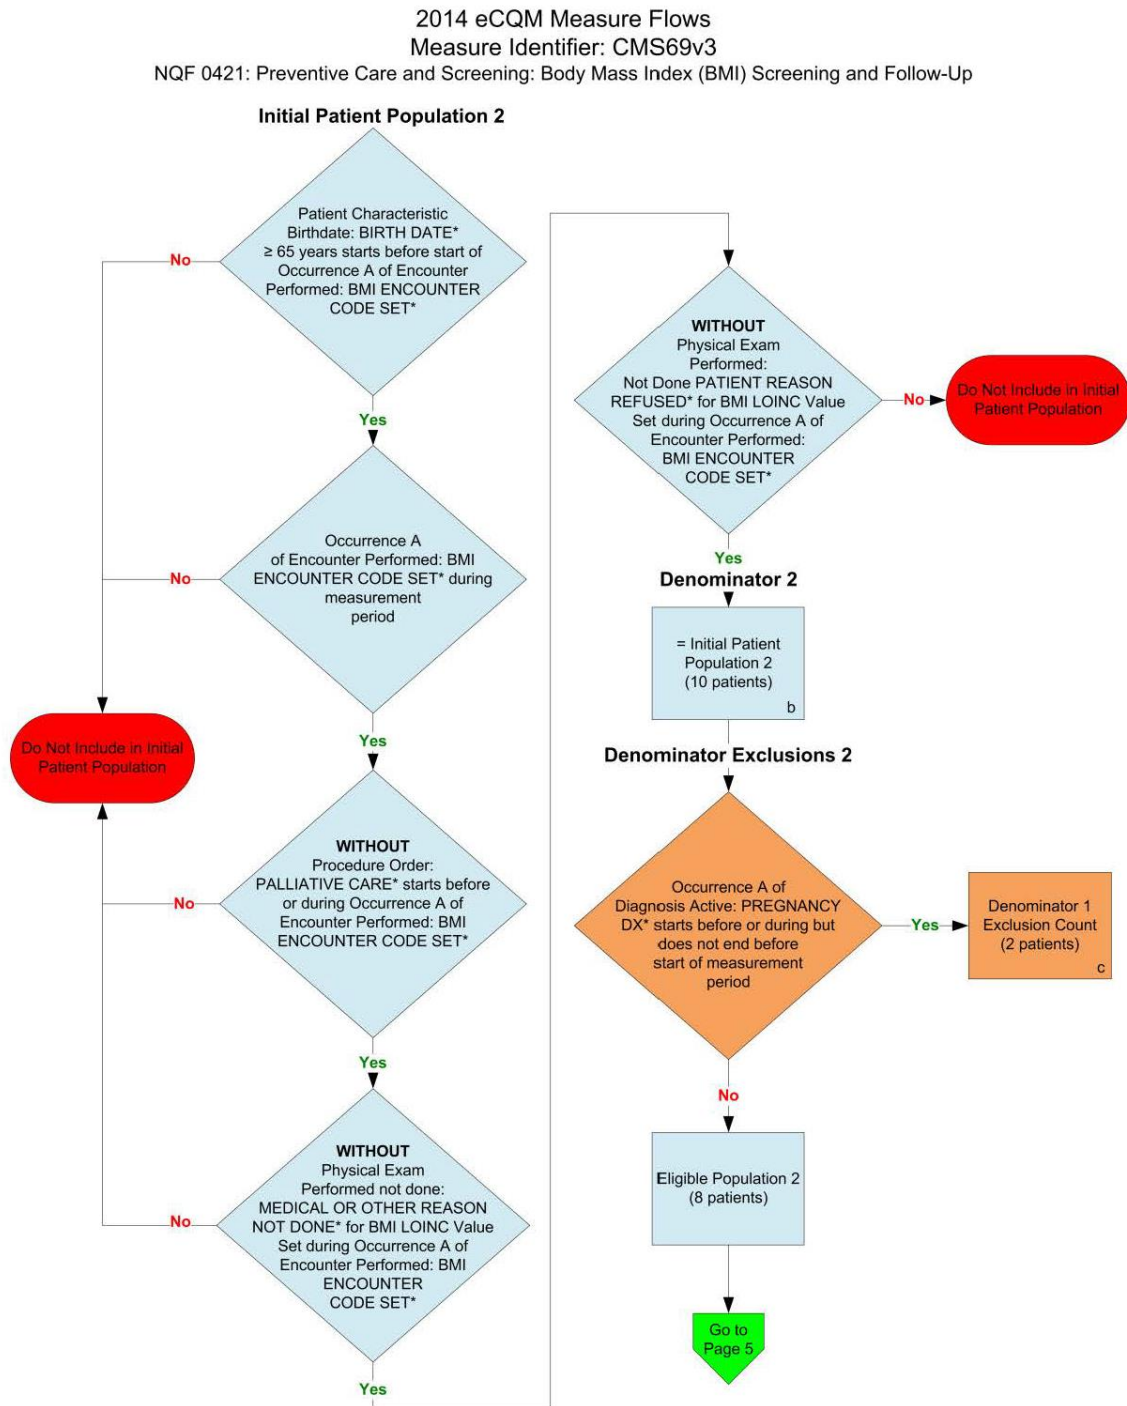 2014 eCQM Measure Flows
Measure Identifier: CMS69v3
NQF 0421: Preventive Care and Screening: Body Mass Index (BMI) Screening and Follow-Up
Initial Patient Population 2
Patient Characteristic
Birthdate: BIRTH DATE*
≥ 65 years starts before start of
Occurrence A of Encounter
Performed: BMI ENCOUNTER
CODE SET*
No
Yes
Occurrence A
of Encounter Performed: BMI
ENCOUNTER CODE SET* during
measurement
period
No
Yes
Do Not Include in Initial
Patient Population
WITHOUT
Procedure Order:
PALLIATIVE CARE* starts before
or during Occurrence A of
Encounter Performed: BMI
ENCOUNTER CODE SET*
No
Yes
WITHOUT
Physical Exam
Performed not done:
MEDICAL OR OTHER REASON
NOT DONE* for BMI LOINC Value
Set during Occurrence A of
Encounter Performed: BMI
ENCOUNTER
CODE SET*
No
Yes
WITHOUT
Physical Exam
Performed:
Not Done PATIENT REASON
REFUSED* for BMI LOINC Value
Set during Occurrence A of
Encounter Performed:
BMI ENCOUNTER
CODE SET*
No
Do Not Include in Initial
Patient Population
Yes
Denominator 2
= Initial Patient
Population 2
(10 patients)
b
Denominator Exclusions 2
Occurrence A of
Diagnosis Active: PREGNANCY
DX* starts before or during but
does not end before
start of measurement
period
Yes
Denominator 1
Exclusion Count
(2 patients)
c
No
Eligible Population 2
(8 patients)
Go to
Page 5